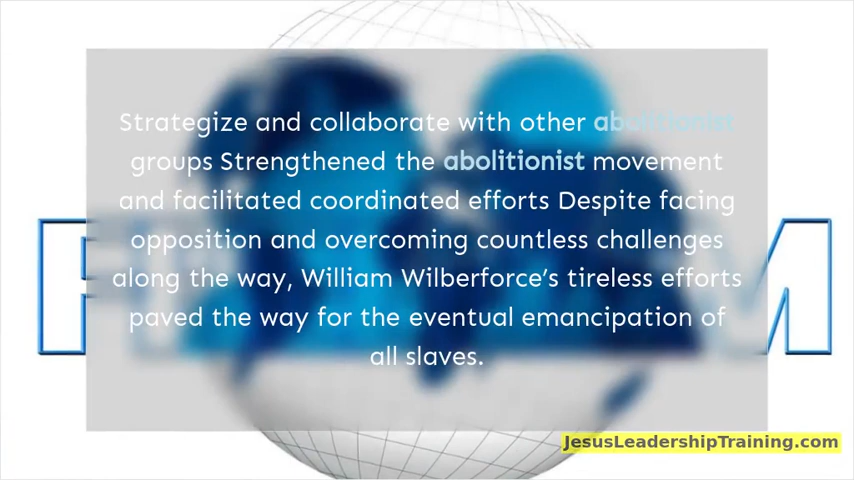 Strategize and collaborate with other abolitionist
groups Strengthened the abolitionist movement
and facilitated coordinated efforts Despite facing
opposition and overcoming countless challenges
along the way, William Wilberforce’s tireless efforts
paved the way for the eventual emancipation of
all slaves.
JesusLeadershipTraining.com